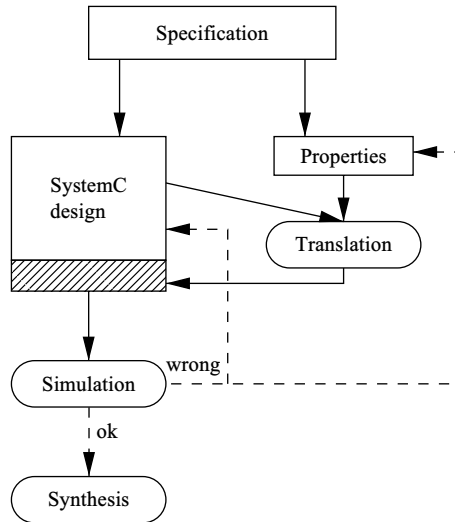 Specification
SystemC
design
Properties
Translation
wrong
Simulation
ok
Synthesis